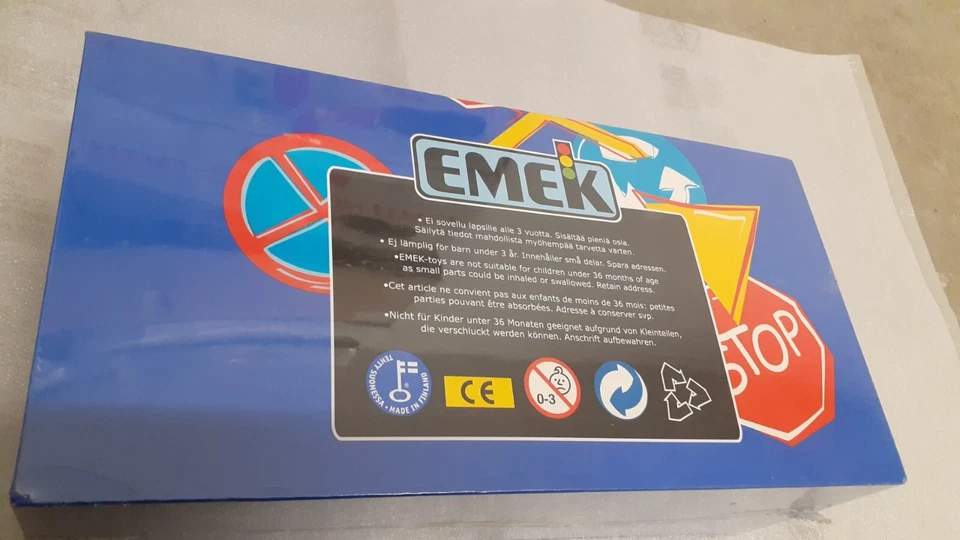 EMEK
• Ei sovellu lapsille alle 3 vuotta. Sisältää pieniä osia.
Säilytä tiedot mahdollista myöhempää tarvetta varten.
• Ej lämplig för barn under 3 år. Innehåller små delar. Spara adressen.
•EMEK-toys are not suitable for children under 36 months of age
as small parts could be inhaled or swallowed. Retain address.
•Cet article ne convient pas aux enfants de moins de 36 mois: petites
parties pouvant être absorbées. Adresse à conserver svp.
•Nicht für Kinder unter 36 Monaten geeignet aufgrund von Kleinteilen,
die verschluckt werden können. Anschrift aufbewahren.
STOP
TEHTY SUOMESSA • MADE IN FINLAND
®
CE
0-3